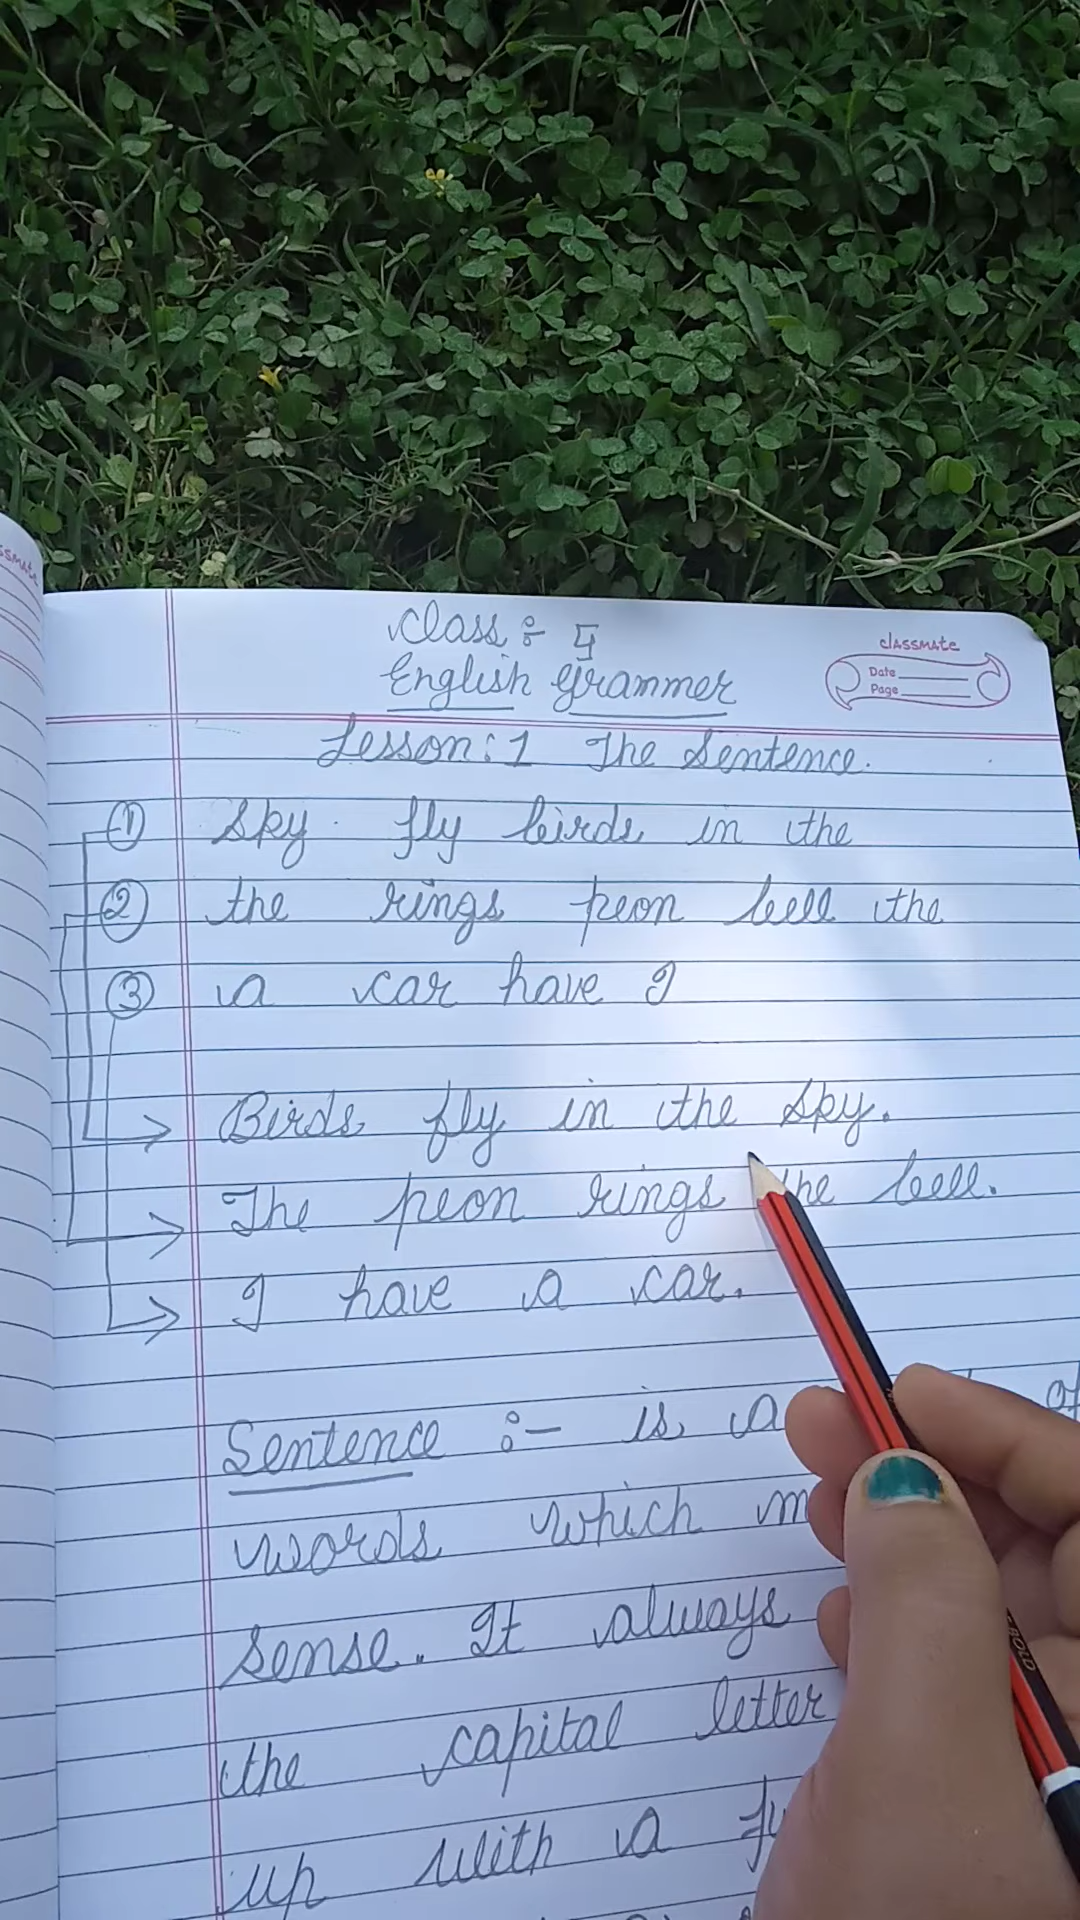 Class :- 5
English Grammer
classmate
Date
Page
Lesson: 1 The Sentence.
① Sky fly birds in the
② the rings peon bell the
③ a car have I
Birds fly in the sky.
The peon rings the bell.
I have a car.
Sentence :- is a of
words which m
sense. It always
the capital letter
up with a fu